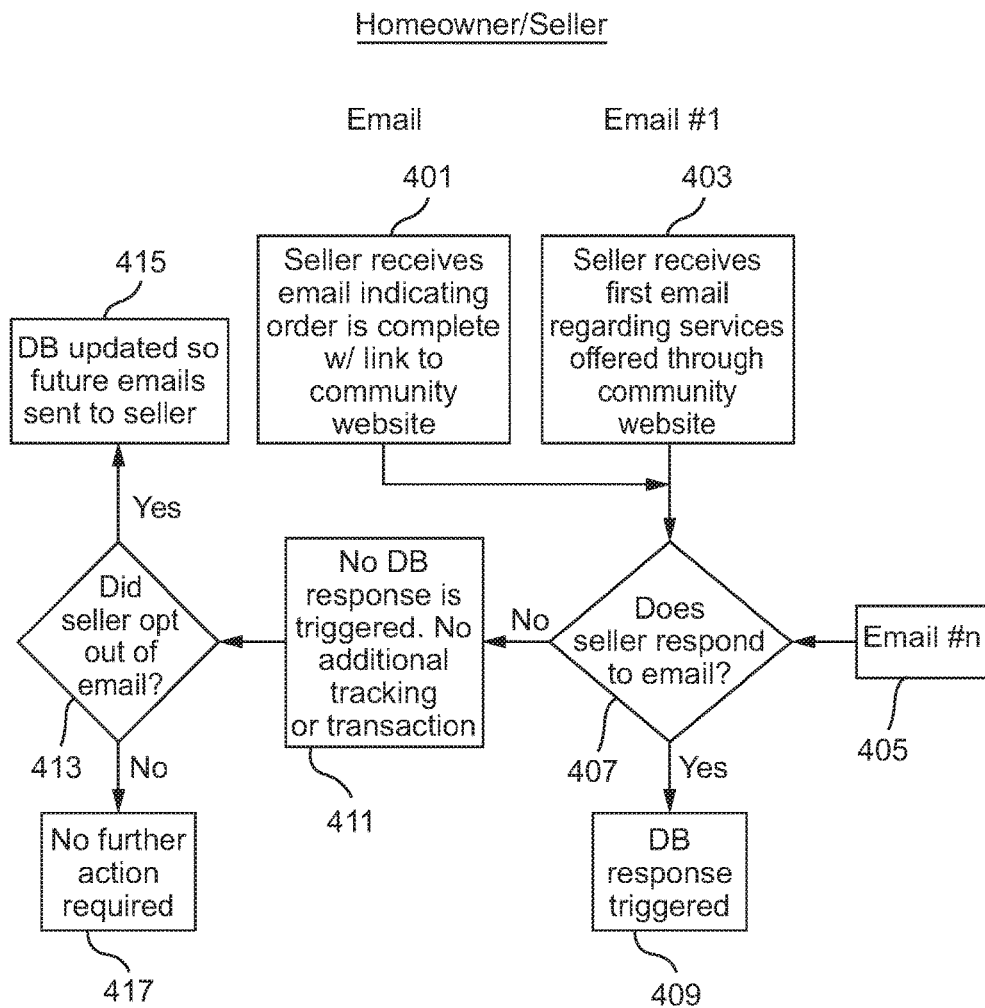 Homeowner/Seller
Email
Email #1
401
403
Seller receives
email indicating
order is complete
w/ link to
community
website
Seller receives
first email
regarding services
offered through
community
website
415
DB updated so
future emails
sent to seller
Yes
Did
seller opt
out of
email?
413
No
No further
action
required
417
No DB
response is
triggered. No
additional
tracking
or transaction
411
No
Does
seller respond
to email?
407
Yes
Email #n
405
DB
response
triggered
409